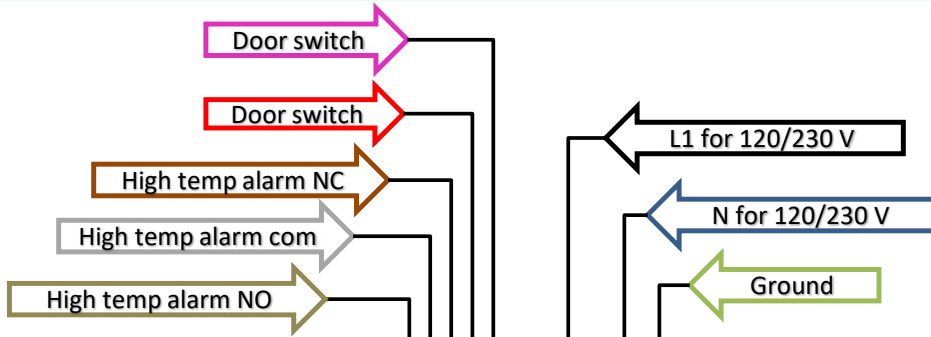 Door switch
Door switch
High temp alarm NC
High temp alarm com
High temp alarm NO
L1 for 120/230 V
N for 120/230 V
Ground